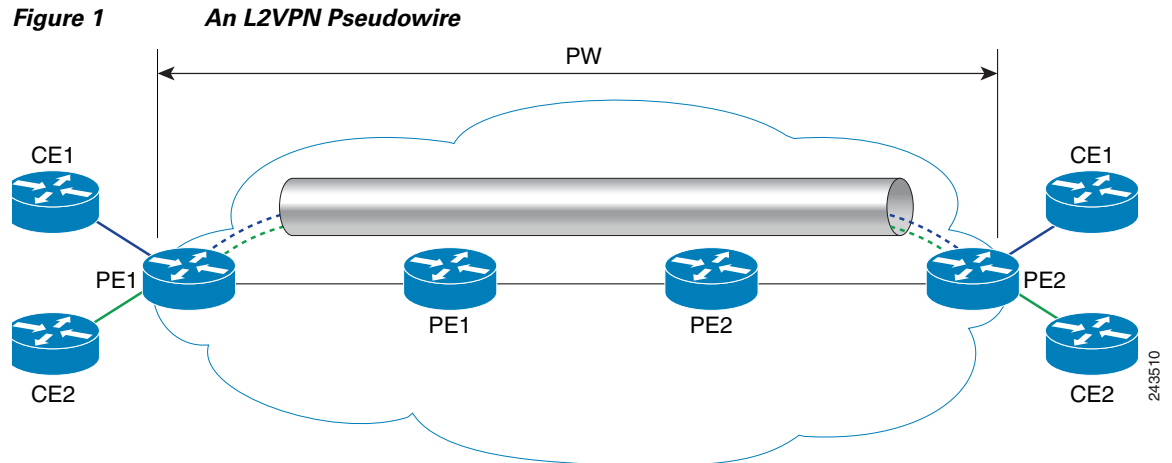 Figure 1 An L2VPN Pseudowire
PW
CE1
CE1
PE1
PE2
PE1
PE2
CE2
CE2
243510